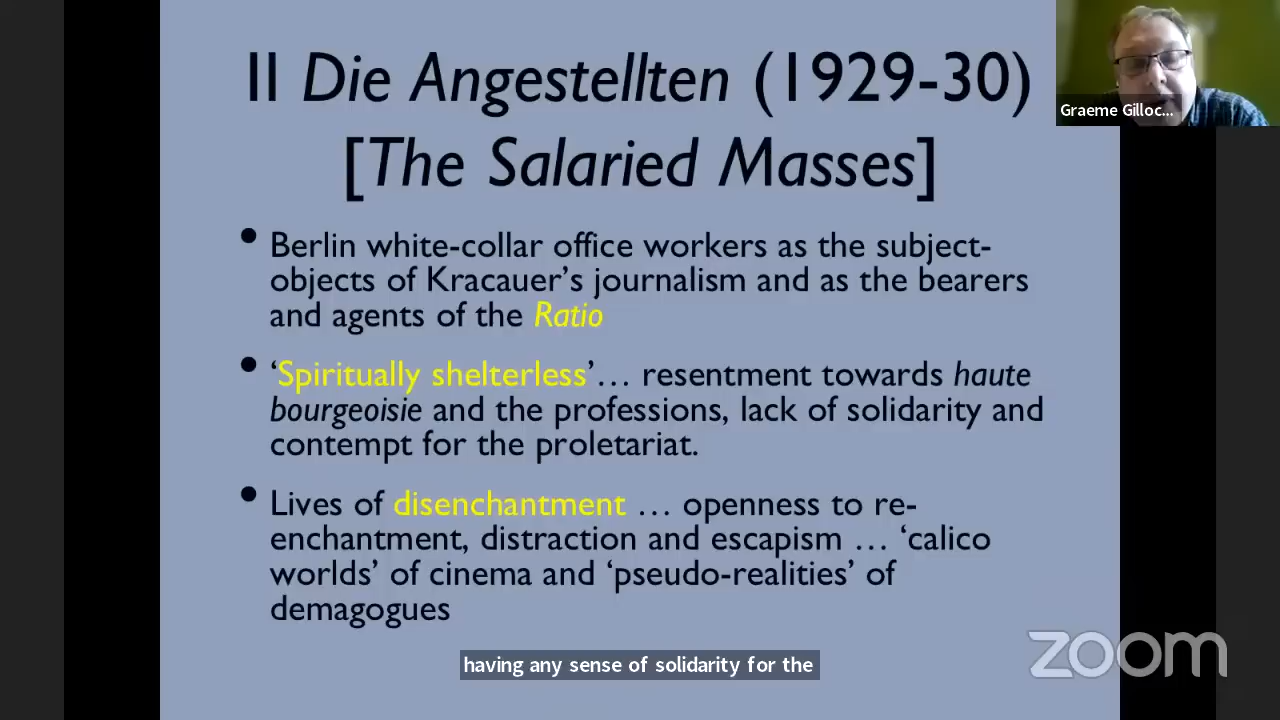 II Die Angestellten (1929-30)
[The Salaried Masses]
Graeme Gilloc...
• Berlin white-collar office workers as the subject-
objects of Kracauer’s journalism and as the bearers
and agents of the Ratio
• ‘Spiritually shelterless’… resentment towards haute
bourgeoisie and the professions, lack of solidarity and
contempt for the proletariat.
• Lives of disenchantment … openness to re-
enchantment, distraction and escapism … ‘calico
worlds’ of cinema and ‘pseudo-realities’ of
demagogues
having any sense of solidarity for the
zoom